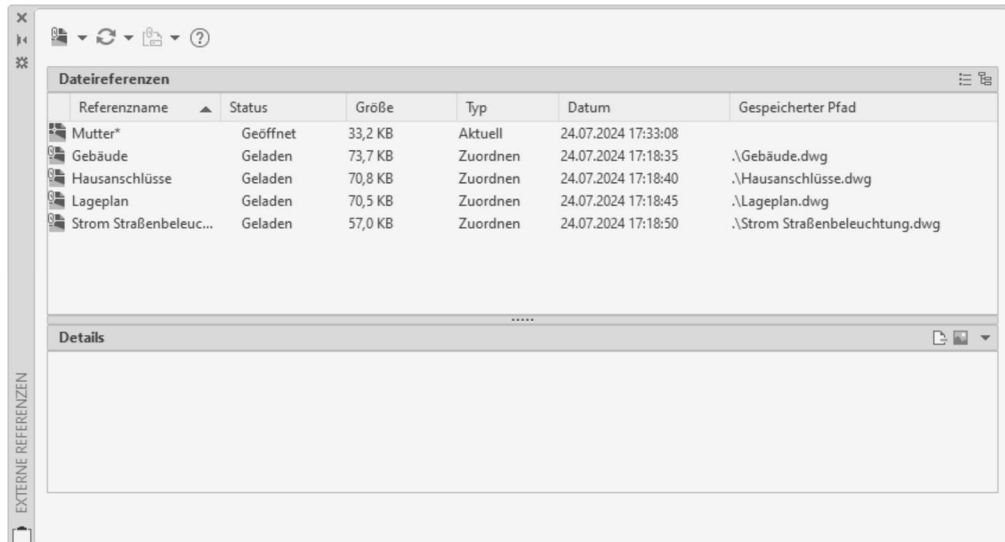 Dateireferenzen
Referenzname Status Größe Typ Datum Gespeicherter Pfad
Mutter* Geöffnet 33,2 KB Aktuell 24.07.2024 17:33:08
Gebäude Geladen 73,7 KB Zuordnen 24.07.2024 17:18:35 .\Gebäude.dwg
Hausanschlüsse Geladen 70,8 KB Zuordnen 24.07.2024 17:18:40 .\Hausanschlüsse.dwg
Lageplan Geladen 70,5 KB Zuordnen 24.07.2024 17:18:45 .\Lageplan.dwg
Strom Straßenbeleuc... Geladen 57,0 KB Zuordnen 24.07.2024 17:18:50 .\Strom Straßenbeleuchtung.dwg
Details
EXTERNE REFERENZEN